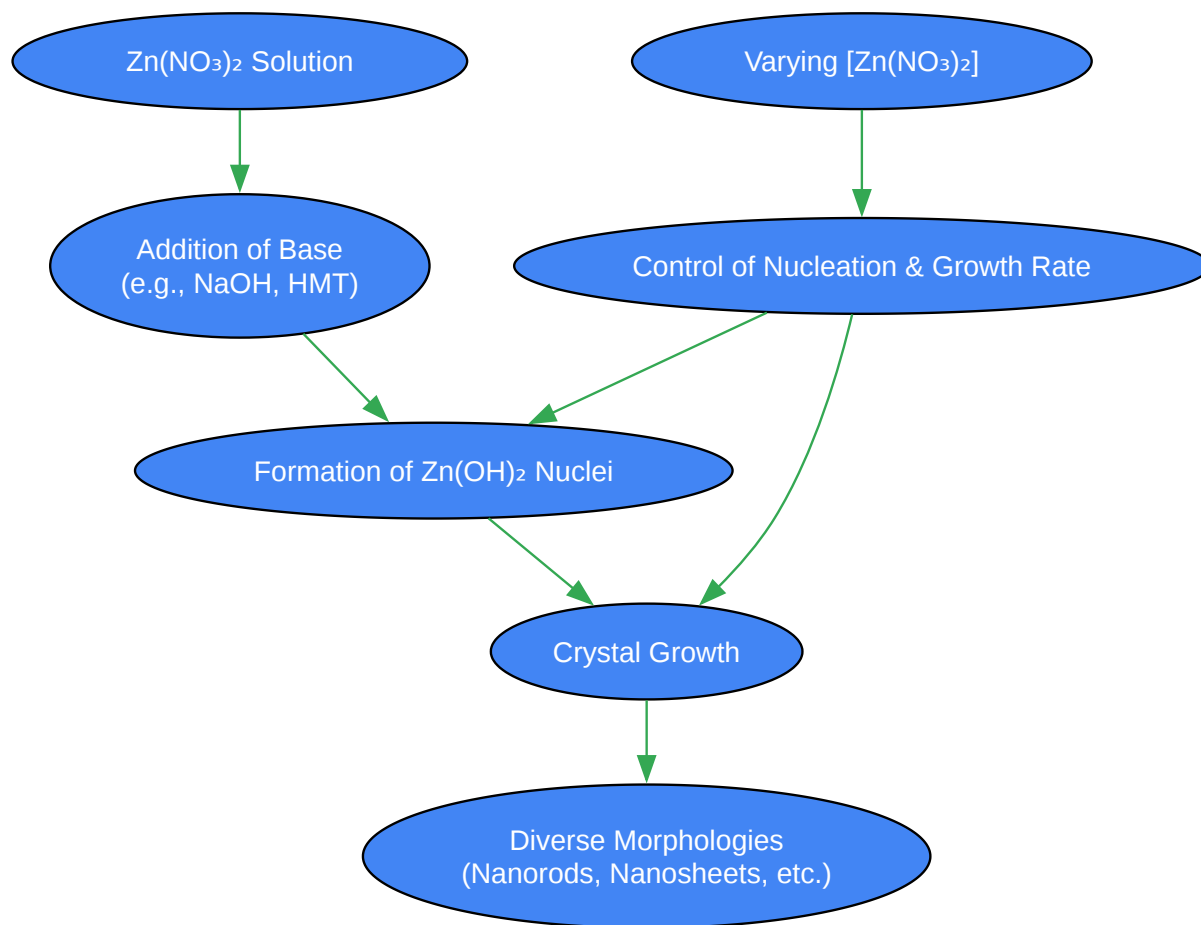 Zn(NO₃)₂ Solution
Varying [Zn(NO₃)₂]
Addition of Base
(e.g., NaOH, HMT)
Control of Nucleation & Growth Rate
Formation of Zn(OH)₂ Nuclei
Crystal Growth
Diverse Morphologies
(Nanorods, Nanosheets, etc.)